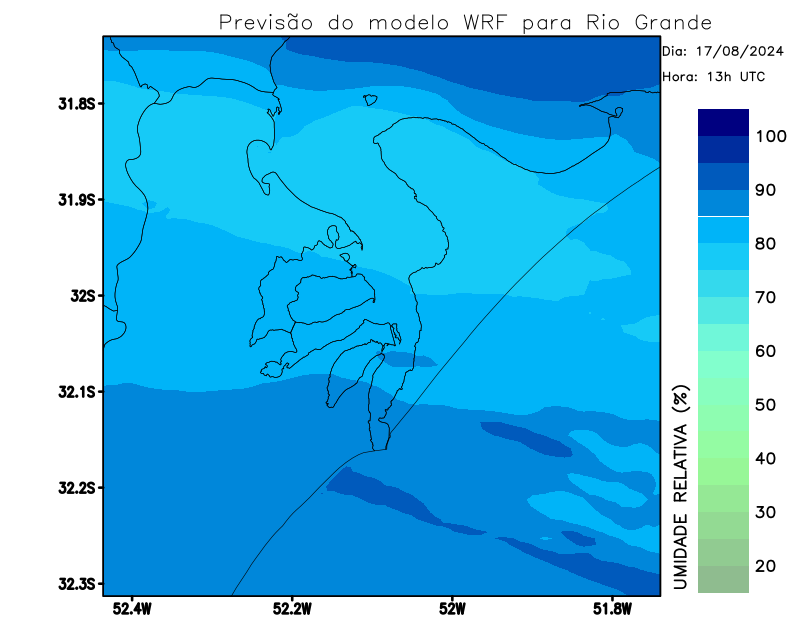 Previsão do modelo WRF para Rio Grande
Dia: 17/08/2024
Hora: 13h UTC
31.8S
31.9S
32S
32.1S
32.2S
32.3S
52.4W
52.2W
52W
51.8W
100
90
80
70
60
50
40
30
20
UMIDADE RELATIVA (%)